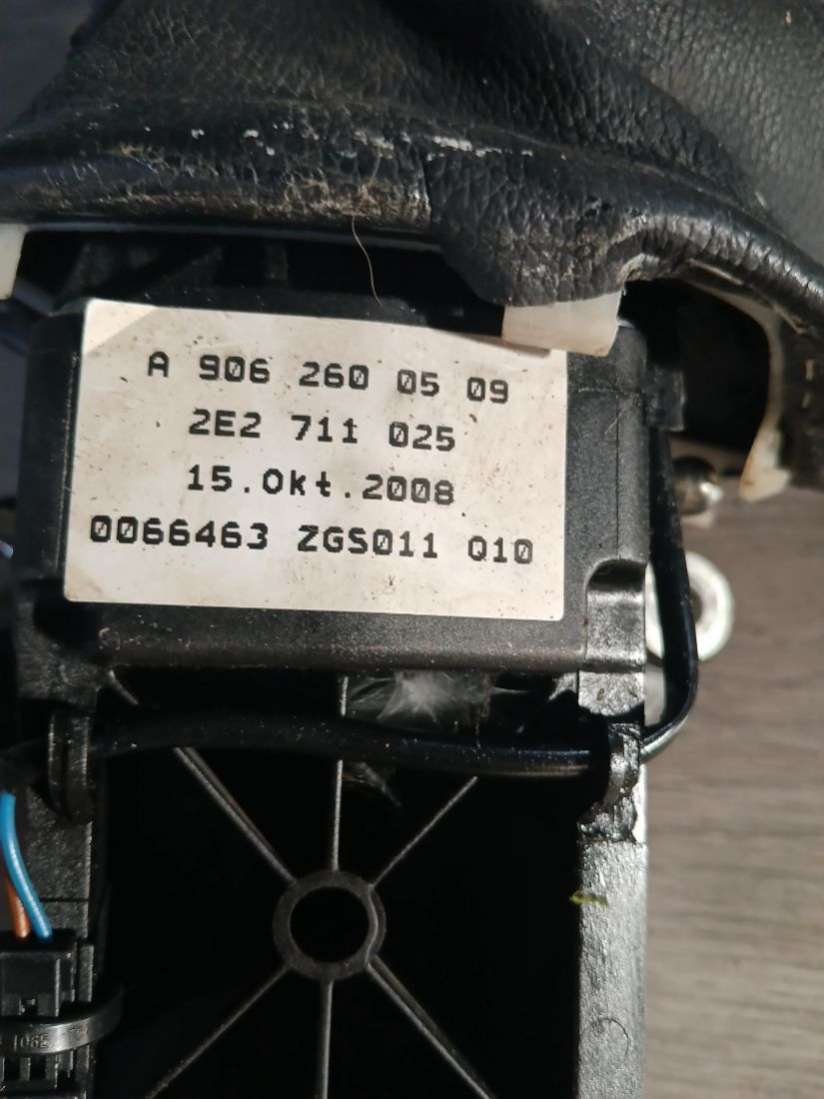 A 906 260 05 09
2E2 711 025
15.Okt.2008
0066463 ZGS011 Q10